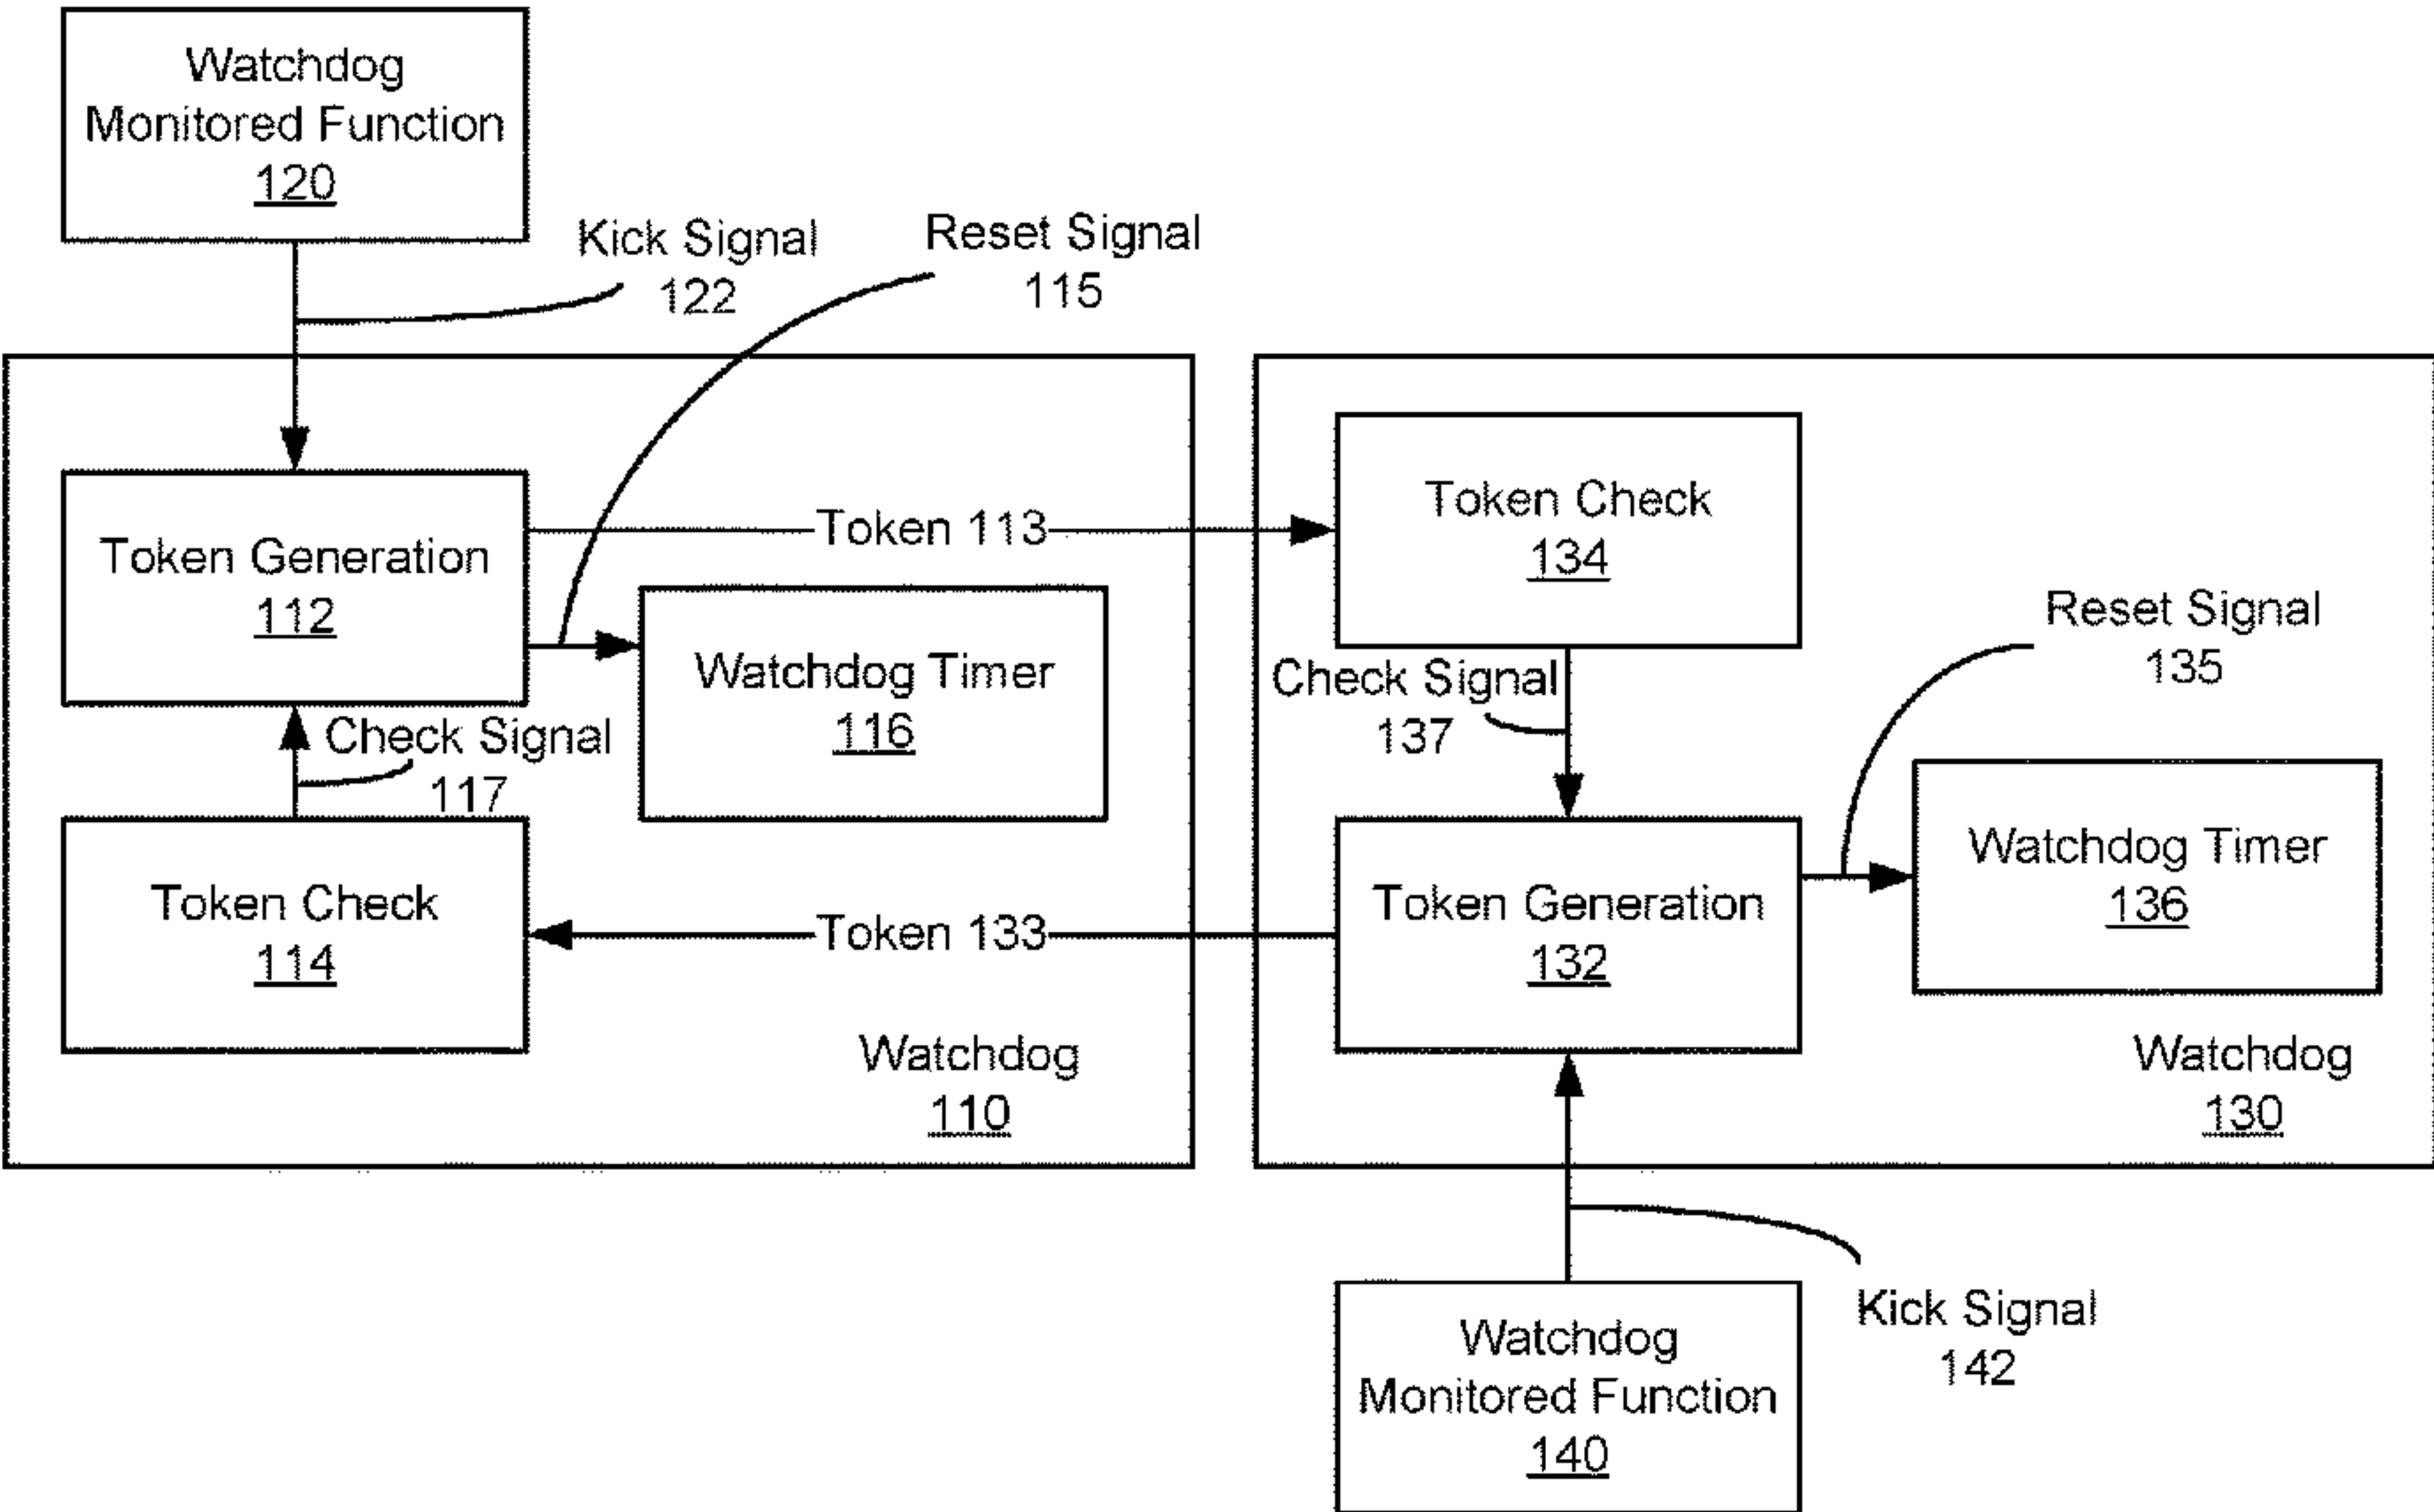 Watchdog
Monitored Function
120
Kick Signal
122
Reset Signal
115
Token Generation
112
Token 113
Token Check
134
Watchdog Timer
116
Check Signal
117
Check Signal
137
Reset Signal
135
Token Check
114
Token 133
Token Generation
132
Watchdog Timer
136
Watchdog
110
Watchdog
130
Kick Signal
142
Watchdog
Monitored Function
140